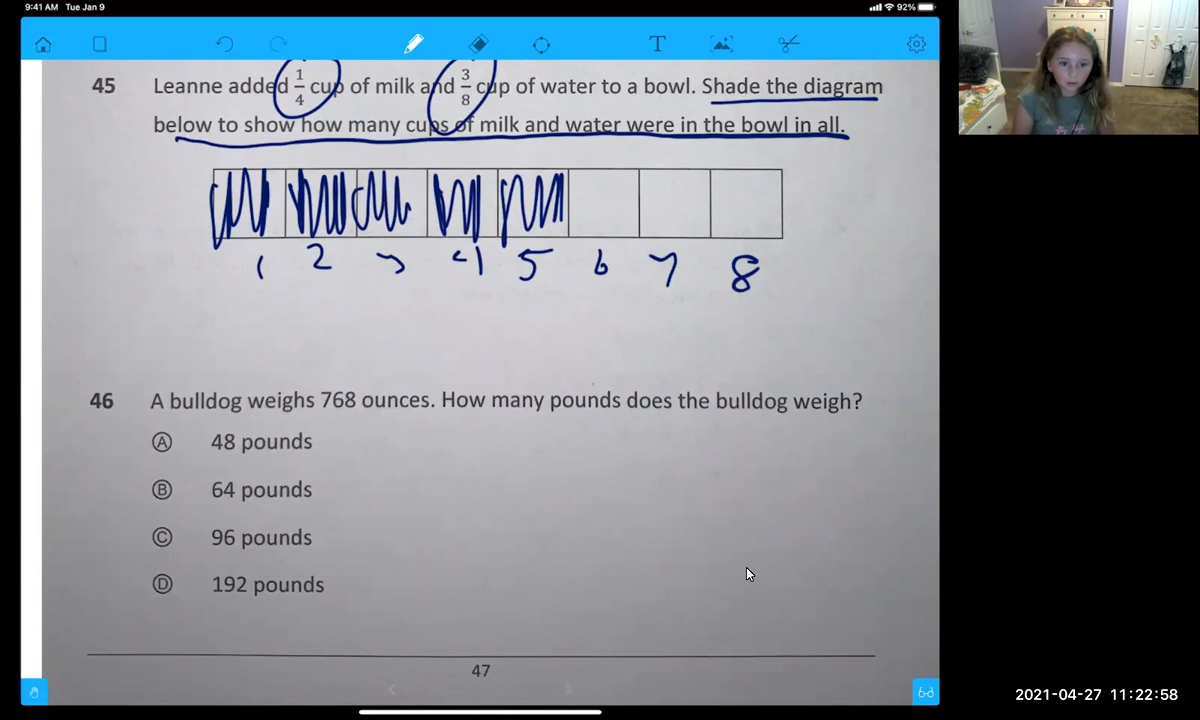 9:41 AM Tue Jan 9
92%
T
45 Leanne added 1/4 cup of milk and 3/8 cup of water to a bowl. Shade the diagram
below to show how many cups of milk and water were in the bowl in all.
1 2 3 4 5 6 7 8
46 A bulldog weighs 768 ounces. How many pounds does the bulldog weigh?
A 48 pounds
B 64 pounds
C 96 pounds
D 192 pounds
47
2021-04-27 11:22:58